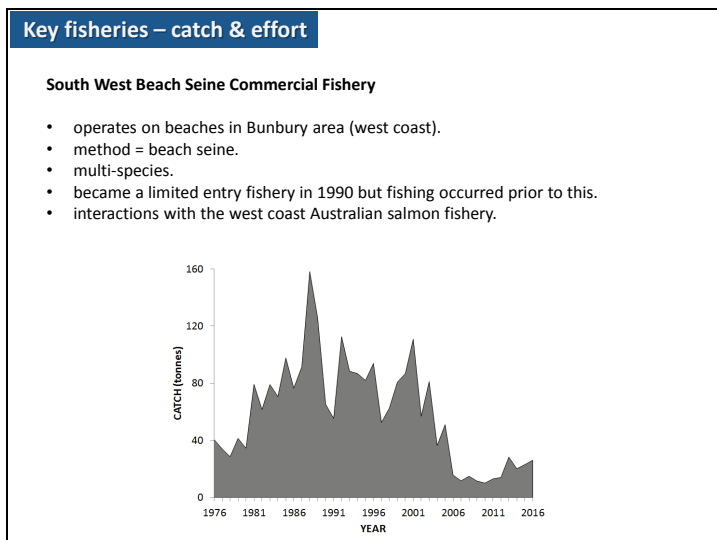 Key fisheries – catch & effort
South West Beach Seine Commercial Fishery
• operates on beaches in Bunbury area (west coast).
• method = beach seine.
• multi-species.
• became a limited entry fishery in 1990 but fishing occurred prior to this.
• interactions with the west coast Australian salmon fishery.
160
120
80
40
0
CATCH (tonnes)
1976 1981 1986 1991 1996 2001 2006 2011 2016
YEAR